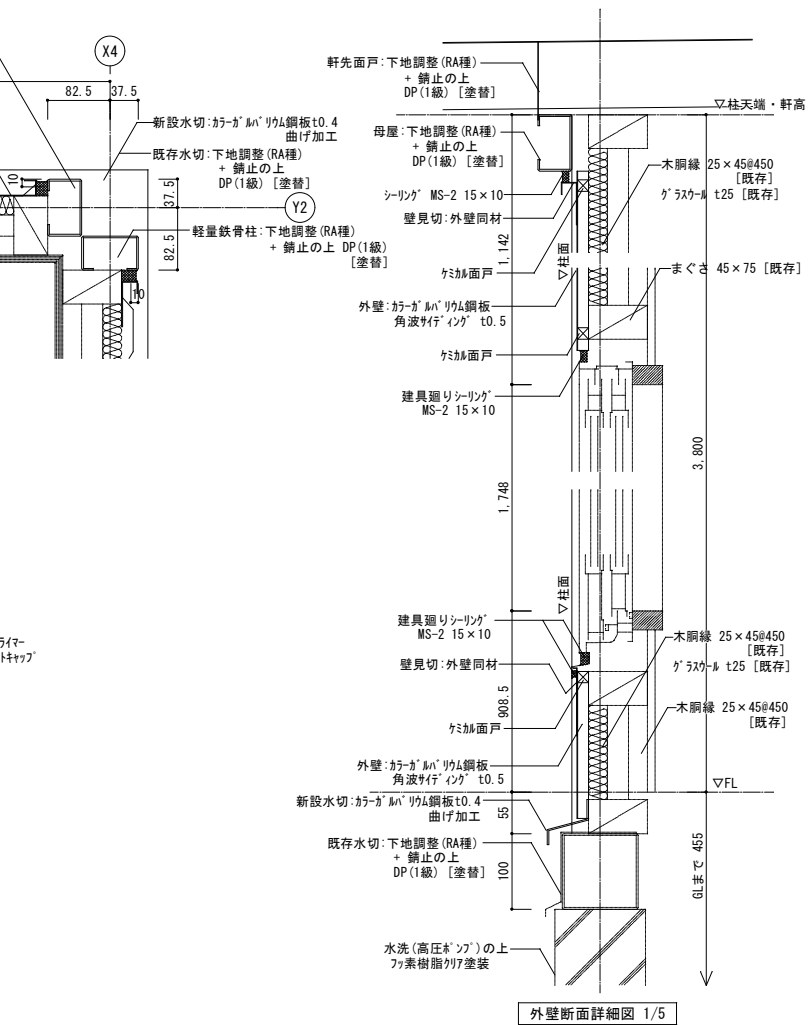 X4
82.5
37.5
新設水切:カラーガルバリウム鋼板t0.4
曲げ加工
既存水切:下地調整(RA種)
+ 錆止の上
DP(1級) [塗替]
10
37.5
Y2
82.5
軽量鉄骨柱:下地調整(RA種)
+ 錆止の上 DP(1級)
[塗替]
10
ライマー
トキャップ
軒先面戸:下地調整(RA種)
+ 錆止の上
DP(1級) [塗替]
▽柱天端・軒高
母屋:下地調整(RA種)
+ 錆止の上
DP(1級) [塗替]
木胴縁 25×45@450
[既存]
グラスウール t25 [既存]
シーリング MS-2 15×10
壁見切:外壁同材
1,142
▽柱面
ケミカル面戸
まぐさ 45×75 [既存]
外壁:カラーガルバリウム鋼板
角波サイディング t0.5
ケミカル面戸
建具廻りシーリング
MS-2 15×10
3,800
1,748
▽柱面
建具廻りシーリング
MS-2 15×10
木胴縁 25×45@450
[既存]
グラスウール t25 [既存]
壁見切:外壁同材
908.5
木胴縁 25×45@450
[既存]
ケミカル面戸
外壁:カラーガルバリウム鋼板
角波サイディング t0.5
▽FL
新設水切:カラーガルバリウム鋼板t0.4
曲げ加工
55
既存水切:下地調整(RA種)
+ 錆止の上
DP(1級) [塗替]
100
GLまで 455
水洗(高圧ポンプ)の上
フッ素樹脂クリア塗装
外壁断面詳細図 1/5